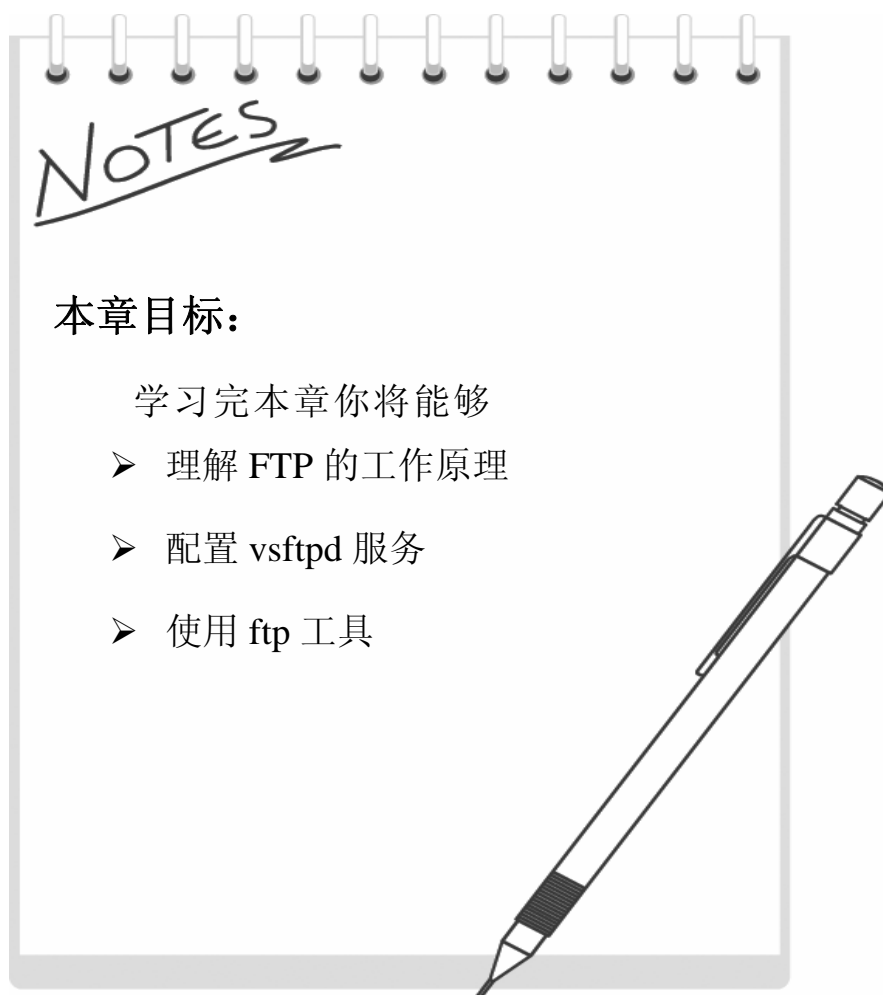 NOTES
本章目标：
学习完本章你将能够
➢ 理解 FTP 的工作原理
➢ 配置 vsftpd 服务
➢ 使用 ftp 工具